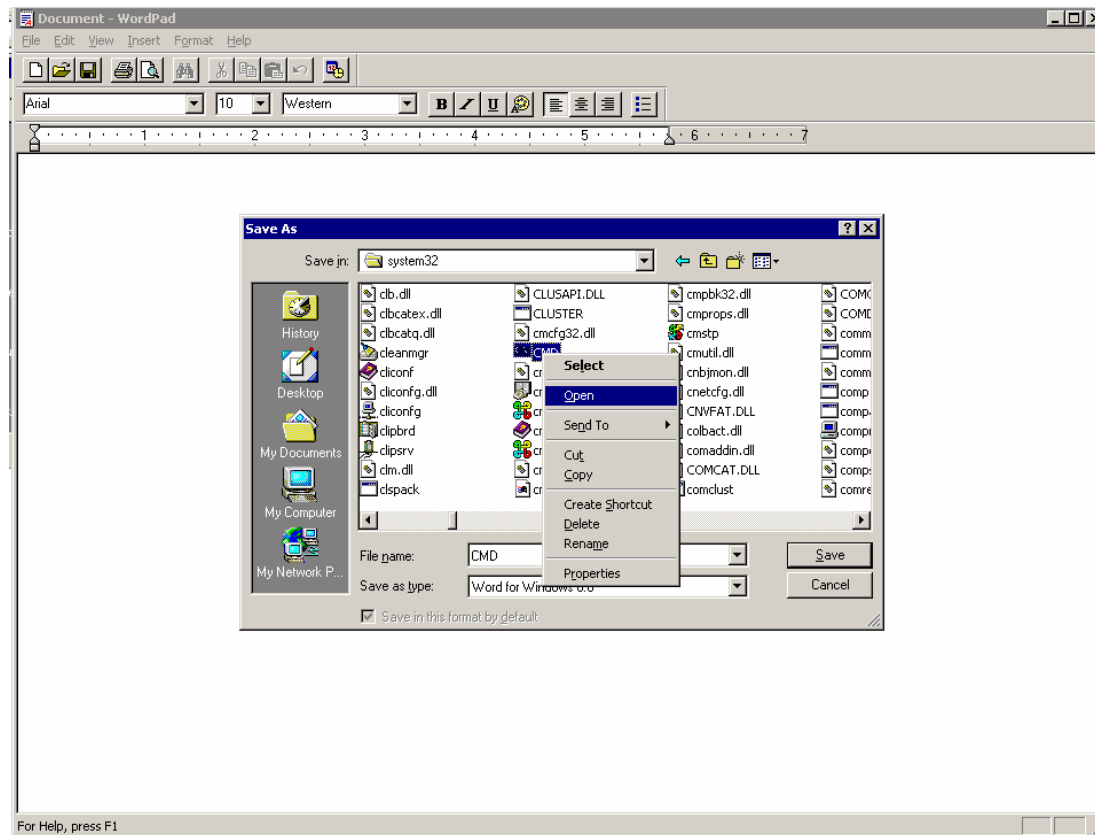 Document - WordPad
File Edit View Insert Format Help
Arial 10 Western B I U
1 2 3 4 5 6 7
Save As
Save in: system32
History
Desktop
My Documents
My Computer
My Network P...
clb.dll
clbcatex.dll
clbcatq.dll
cleanmgr
cliconf
cliconfg.dll
cliconfg
clipbrd
clipsrv
clm.dll
clspack
CLUSAPI.DLL
CLUSTER
cmcfg32.dll
CMD
cmpbk32.dll
cmprops.dll
cmstp
cmutil.dll
cnbjmon.dll
cnetcfg.dll
CNVFAT.DLL
colbact.dll
comaddin.dll
COMCAT.DLL
comclust
Select
Open
Send To
Cut
Copy
Create Shortcut
Delete
Rename
Properties
File name: CMD Save
Save as type: Word for Windows 6.0 Cancel
Save in this format by default
For Help, press F1